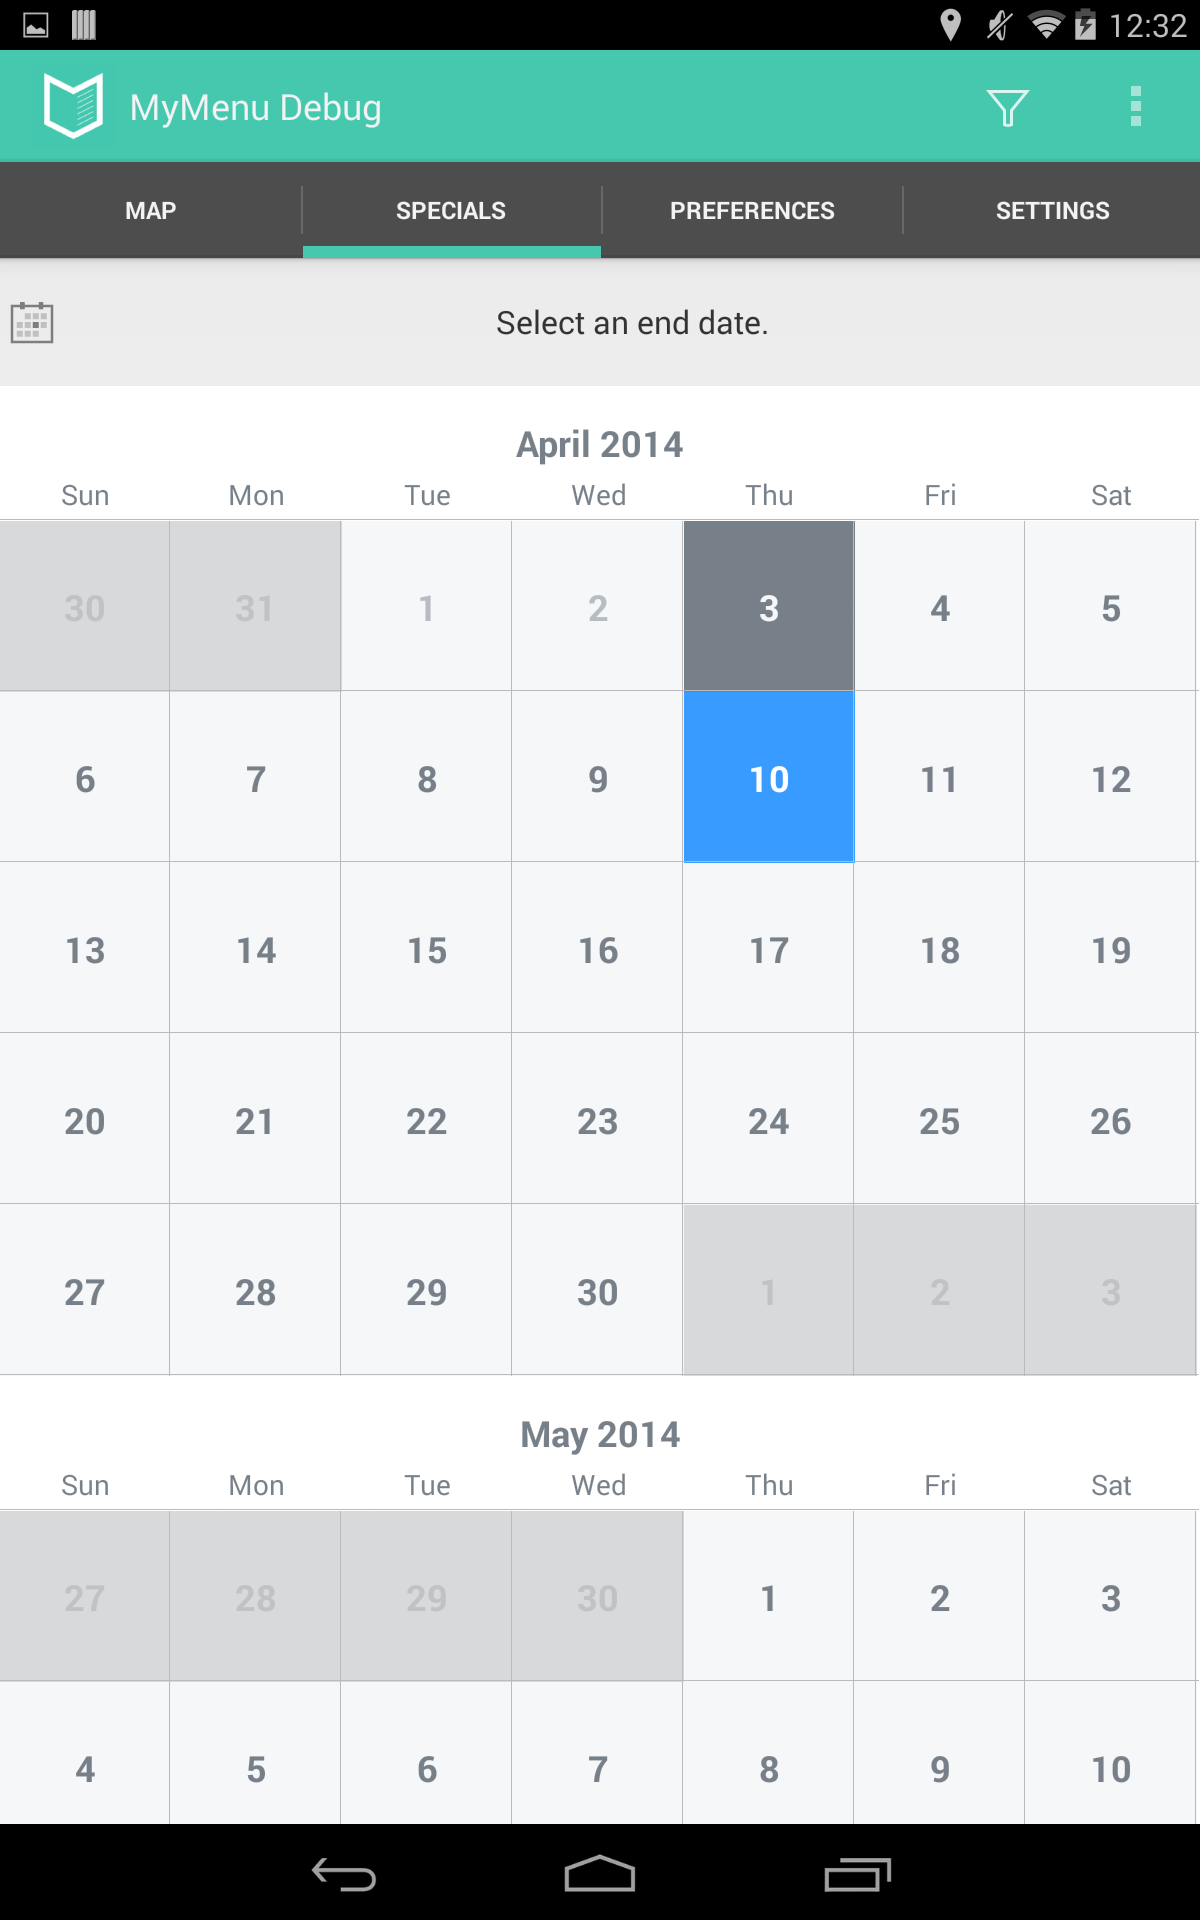 12:32
MyMenu Debug
MAP SPECIALS PREFERENCES SETTINGS
Select an end date.
April 2014
Sun Mon Tue Wed Thu Fri Sat
30 31 1 2 3 4 5
6 7 8 9 10 11 12
13 14 15 16 17 18 19
20 21 22 23 24 25 26
27 28 29 30 1 2 3
May 2014
Sun Mon Tue Wed Thu Fri Sat
27 28 29 30 1 2 3
4 5 6 7 8 9 10